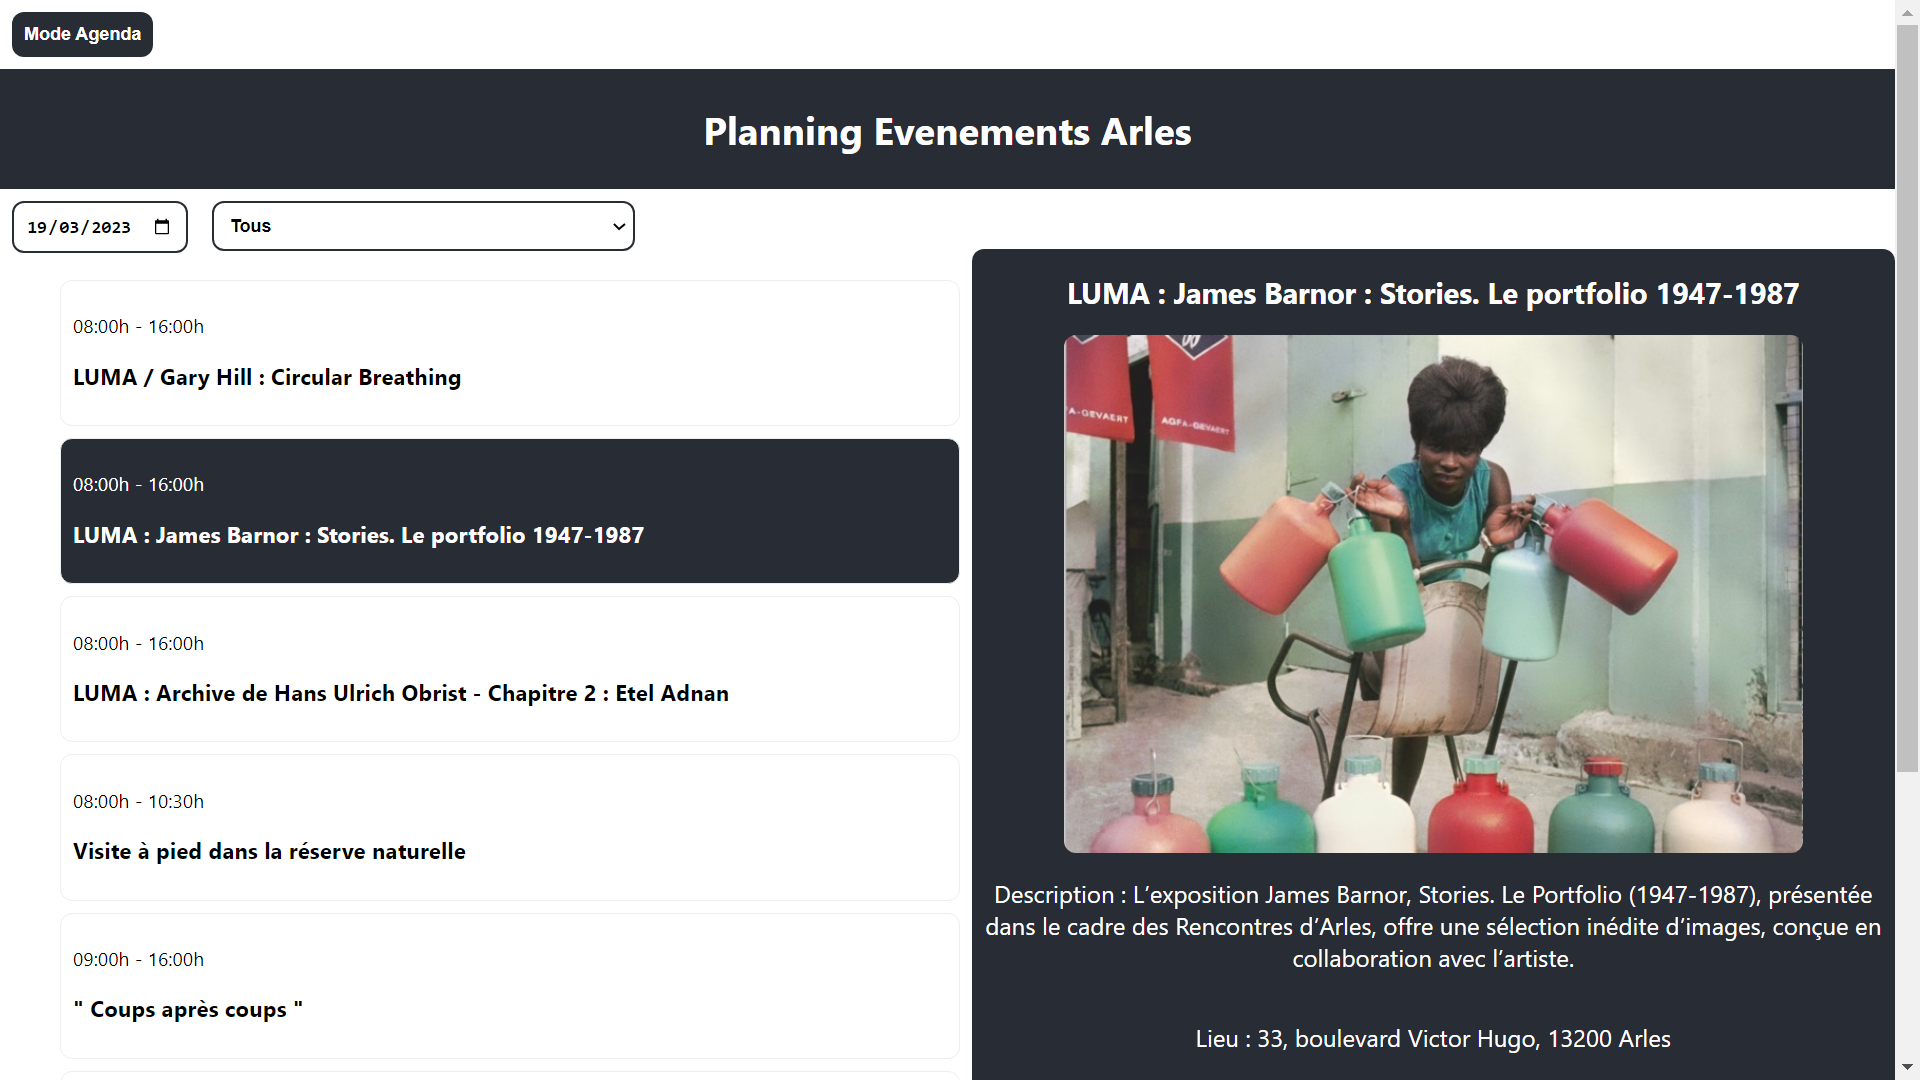 Mode Agenda
Planning Evenements Arles
19/03/2023
Tous
08:00h - 16:00h
LUMA / Gary Hill : Circular Breathing
08:00h - 16:00h
LUMA : James Barnor : Stories. Le portfolio 1947-1987
08:00h - 16:00h
LUMA : Archive de Hans Ulrich Obrist - Chapitre 2 : Etel Adnan
08:00h - 10:30h
Visite à pied dans la réserve naturelle
09:00h - 16:00h
" Coups après coups "
LUMA : James Barnor : Stories. Le portfolio 1947-1987
A-GEVAERT
AGFA-GEVAERT
Description : L’exposition James Barnor, Stories. Le Portfolio (1947-1987), présentée
dans le cadre des Rencontres d’Arles, offre une sélection inédite d’images, conçue en
collaboration avec l’artiste.
Lieu : 33, boulevard Victor Hugo, 13200 Arles